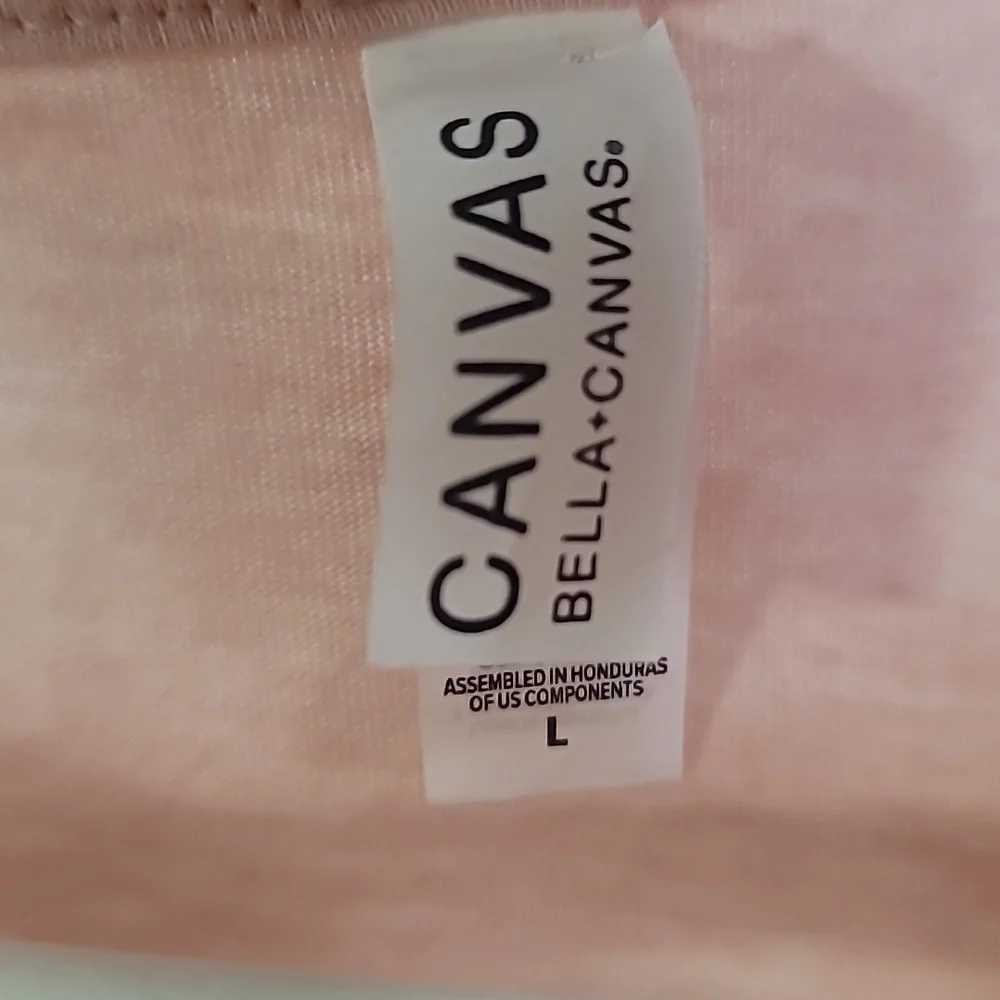 CANVAS
BELLA+CANVAS®
ASSEMBLED IN HONDURAS
OF US COMPONENTS
L